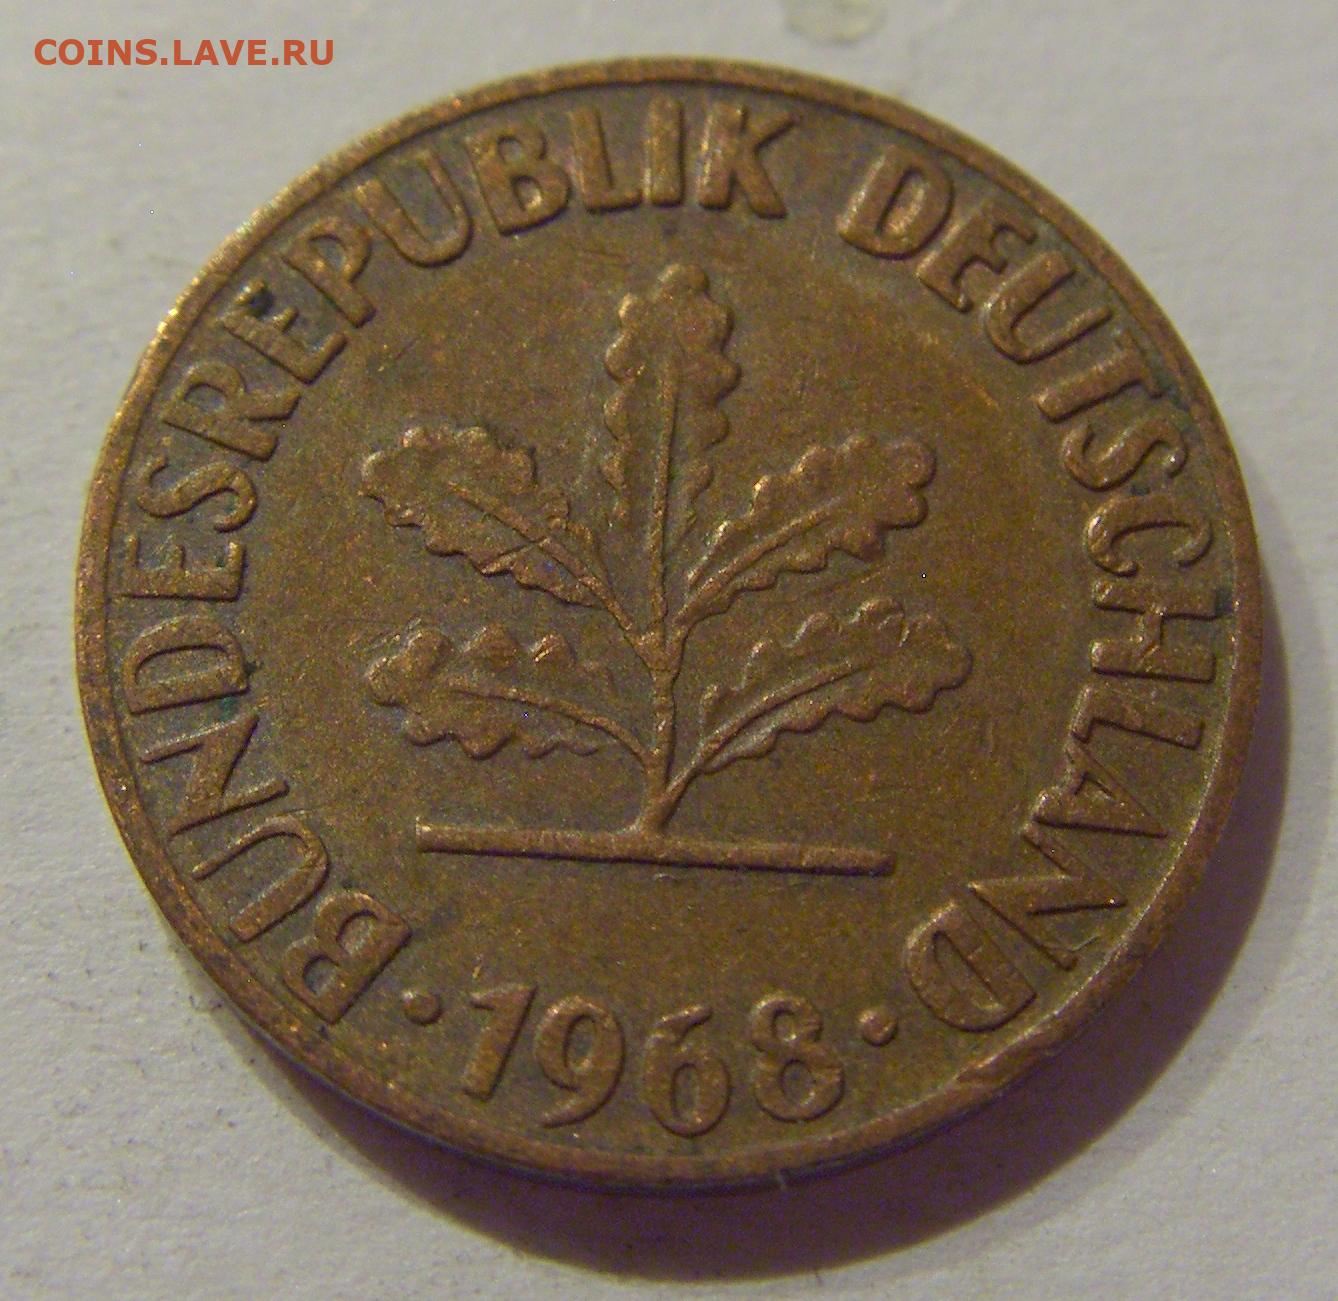 COINS.LAVE.RU
BUNDESREPUBLIK DEUTSCHLAND
· 1968 ·